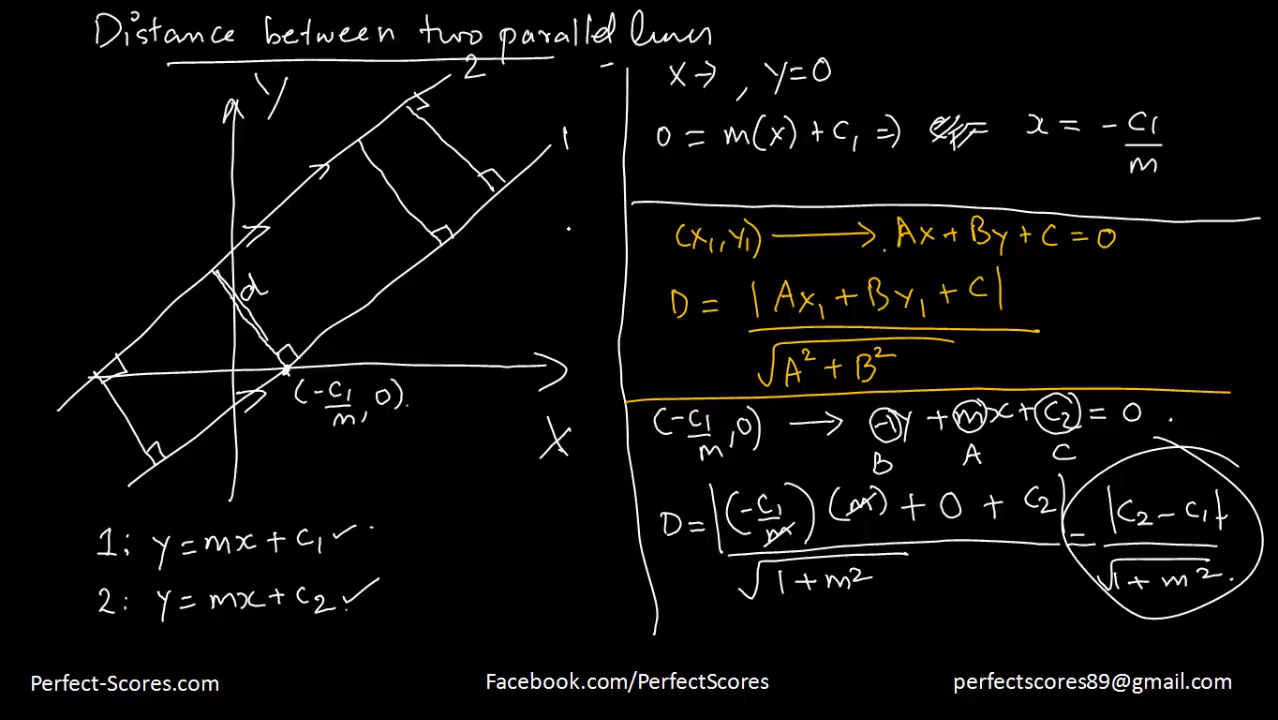 Distance between two parallel lines
Y
2
1
d
(-C₁/m, 0).
X
1: y = mx + C₁ ✓
2: y = mx + C₂ ✓
X → , Y = 0
0 = m(x) + C₁ ⇒ x = -C₁/m
(x₁, y₁) → Ax + By + C = 0
D = |Ax₁ + By₁ + C| / √(A² + B²)
(-C₁/m, 0) → -1y + mx + C₂ = 0 .
B A C
D = |(-C₁/m)(m) + 0 + C₂| / √(1 + m²) = |C₂ - C₁| / √(1 + m²) .
Perfect-Scores.com
Facebook.com/PerfectScores
perfectscores89@gmail.com